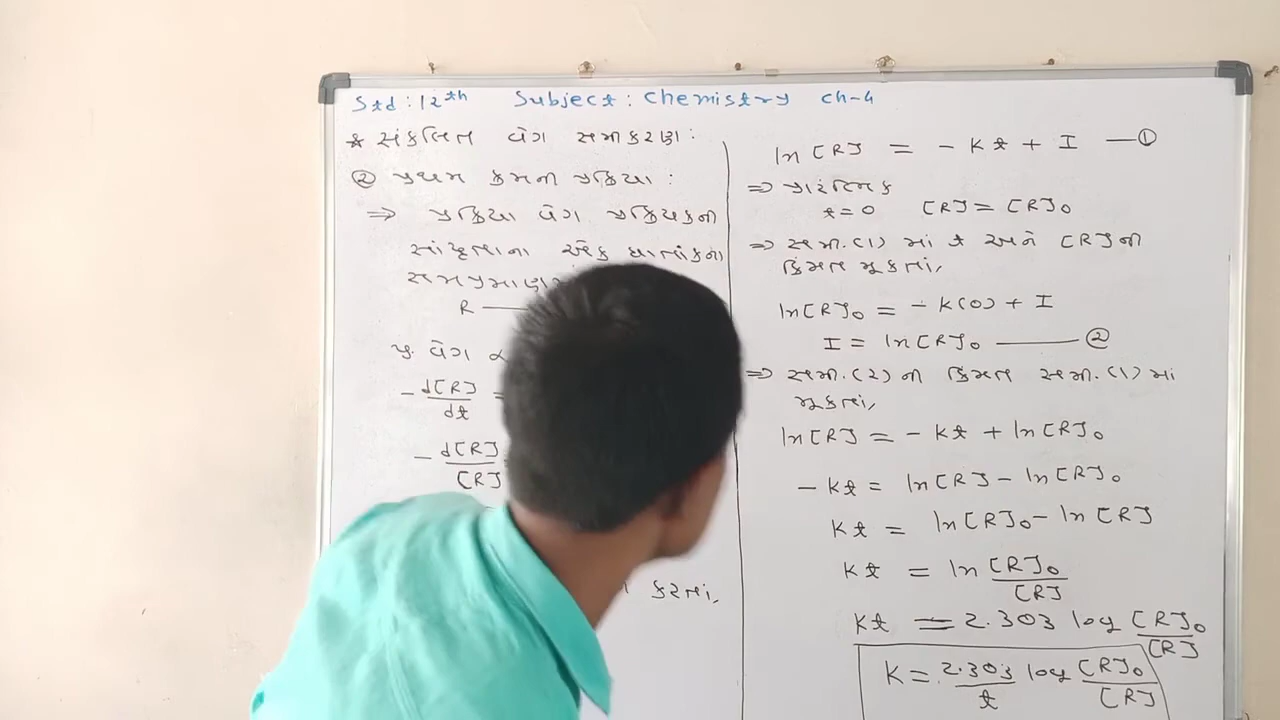 Std : 12th Subject : Chemistry ch-4
* સંકલિત વેગ સમીકરણ :
② પ્રથમ ક્રમની પ્રક્રિયા :
⇒ પ્રક્રિયા વેગ પ્રક્રિયકની
સાંદ્રતાના એક ઘાતાંકના
R —
પ્ર. વેગ ∝
- d[R]/dt =
- d[R]/[R]
કરતાં,
ln [R] = - Kt + I —①
⇒ પ્રારંભિક
t=0 [R] = [R]₀
⇒ સમી.(1) માં t અને [R]ની
કિંમત મૂકતાં,
ln[R]₀ = - K(0) + I
I = ln[R]₀ —②
⇒ સમી.(2) ની કિંમત સમી.(1) માં
મૂકતાં,
ln[R] = - Kt + ln[R]₀
- Kt = ln[R] - ln[R]₀
Kt = ln[R]₀ - ln[R]
Kt = ln [R]₀/[R]
Kt = 2.303 log [R]₀/[R]
K = 2.303/t log [R]₀/[R]